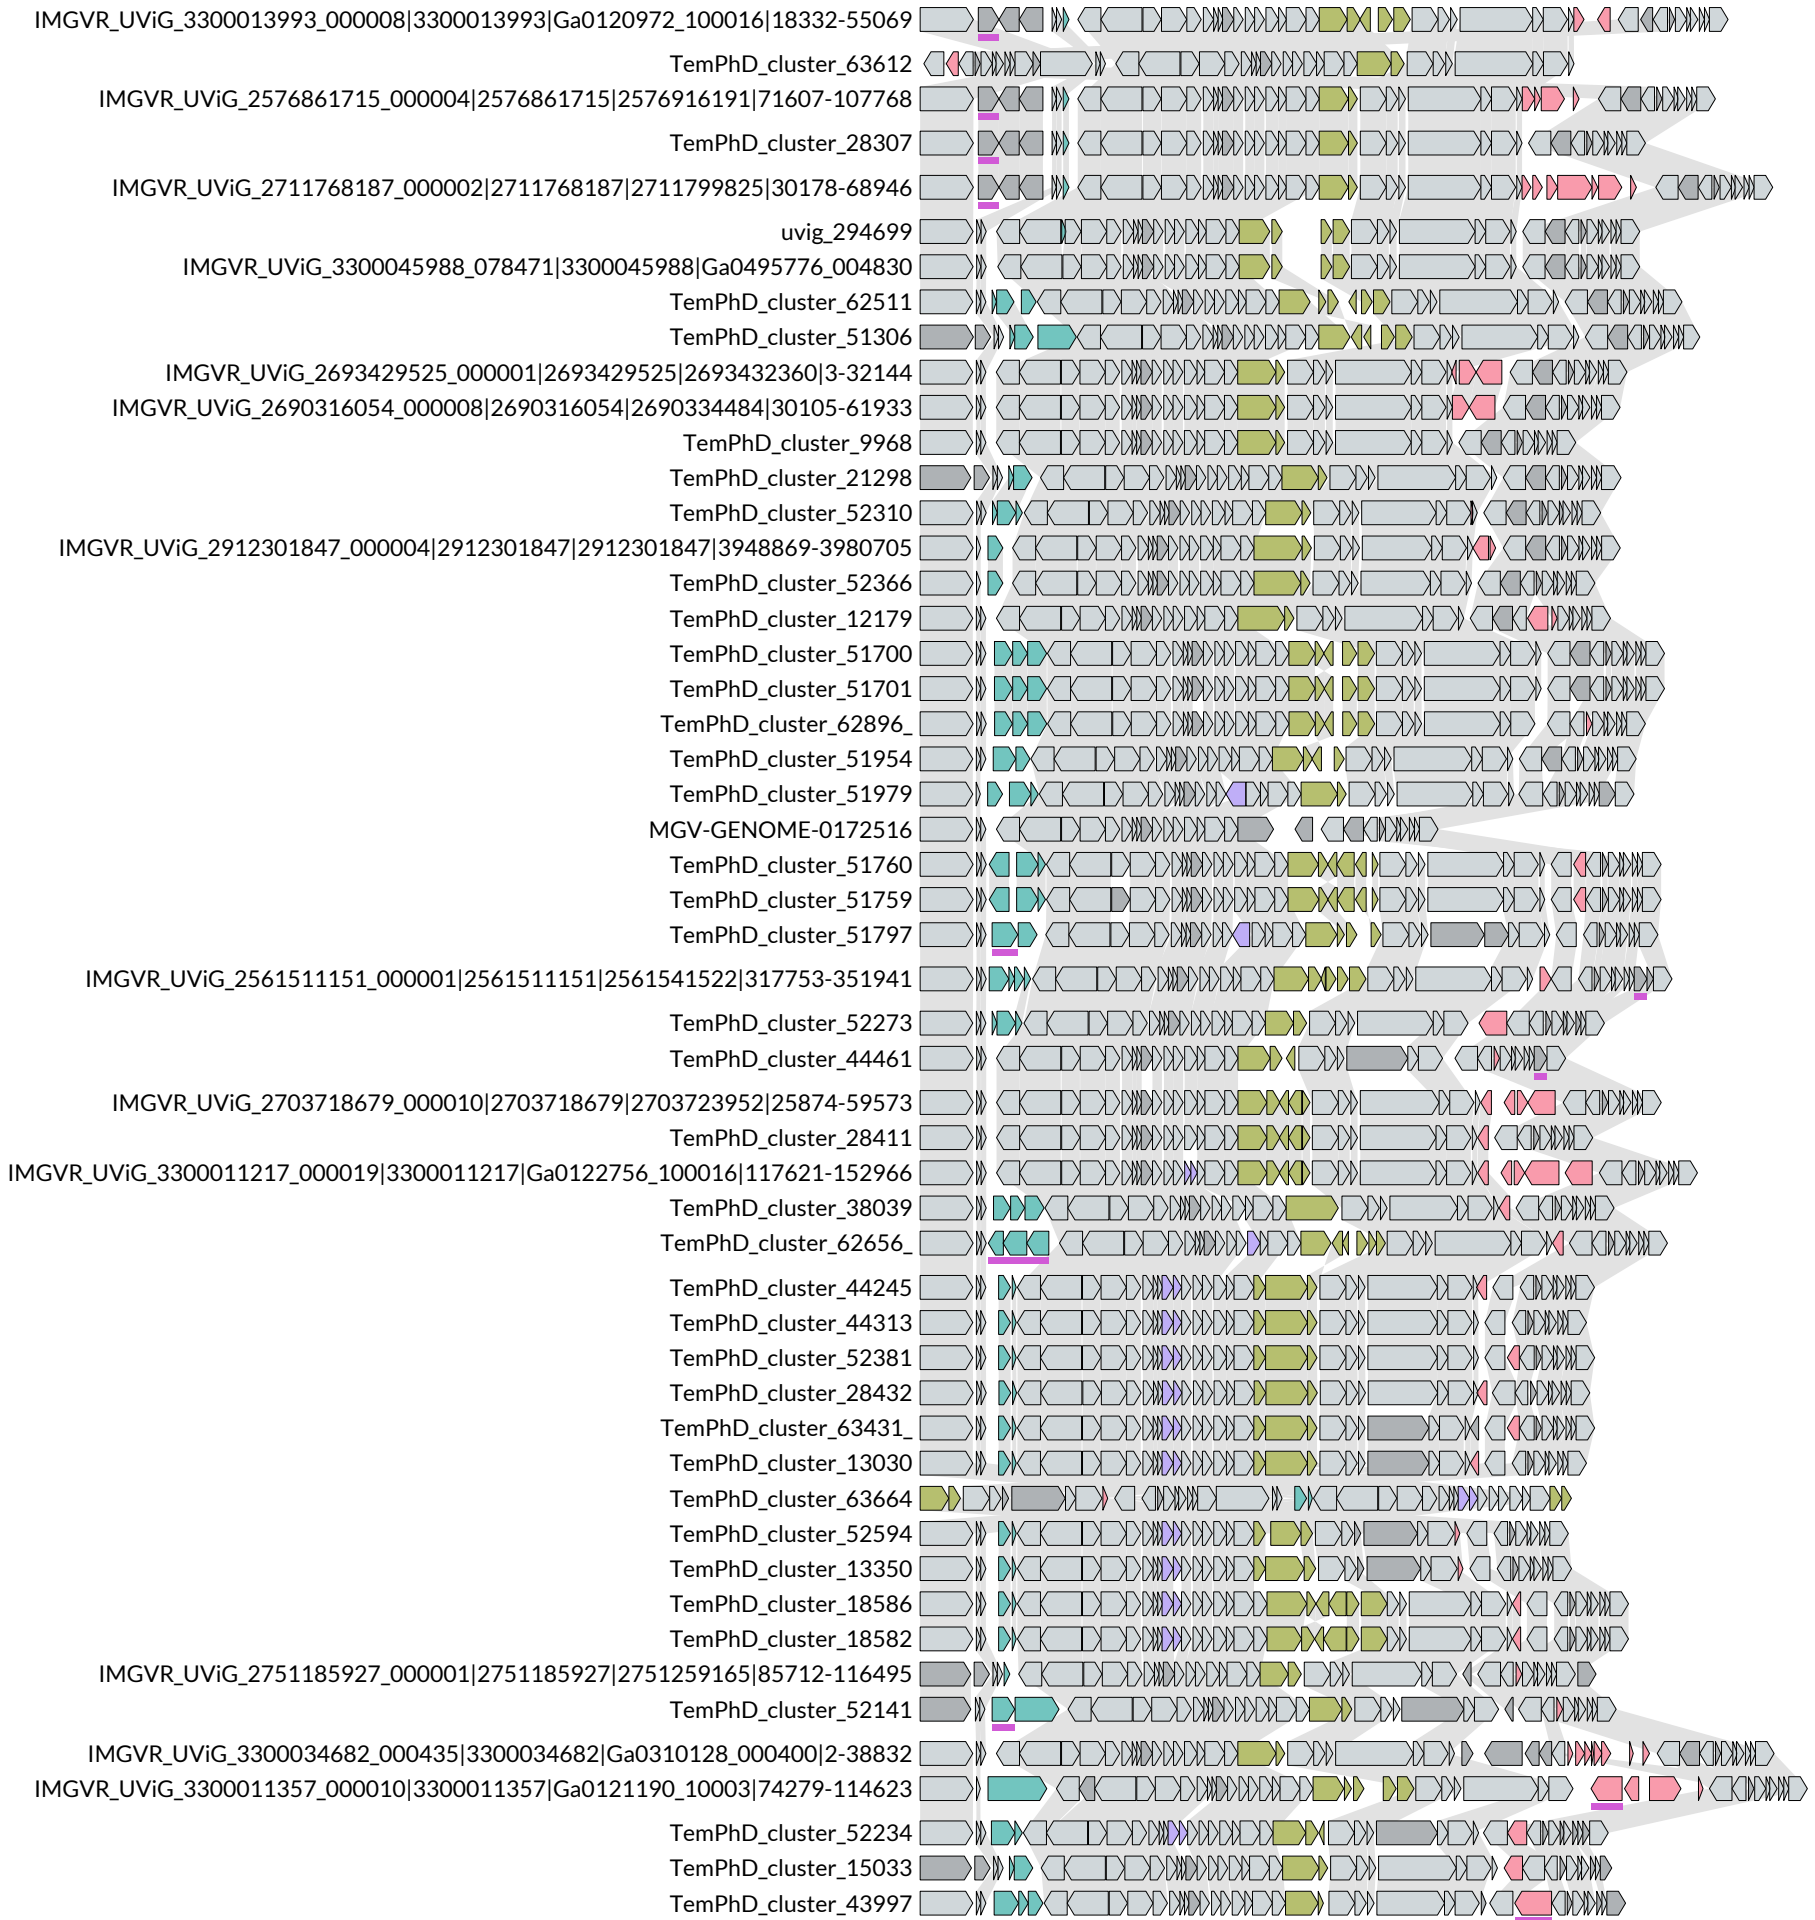 IMGVR_UViG_3300013993_000008|3300013993|Ga0120972_100016|18332-55069
TemPhD_cluster_63612
IMGVR_UViG_2576861715_000004|2576861715|2576916191|71607-107768
TemPhD_cluster_28307
IMGVR_UViG_2711768187_000002|2711768187|2711799825|30178-68946
uvig_294699
IMGVR_UViG_3300045988_078471|3300045988|Ga0495776_004830
TemPhD_cluster_62511
TemPhD_cluster_51306
IMGVR_UViG_2693429525_000001|2693429525|2693432360|3-32144
IMGVR_UViG_2690316054_000008|2690316054|2690334484|30105-61933
TemPhD_cluster_9968
TemPhD_cluster_21298
TemPhD_cluster_52310
IMGVR_UViG_2912301847_000004|2912301847|2912301847|3948869-3980705
TemPhD_cluster_52366
TemPhD_cluster_12179
TemPhD_cluster_51700
TemPhD_cluster_51701
TemPhD_cluster_62896_
TemPhD_cluster_51954
TemPhD_cluster_51979
MGV-GENOME-0172516
TemPhD_cluster_51760
TemPhD_cluster_51759
TemPhD_cluster_51797
IMGVR_UViG_2561511151_000001|2561511151|2561541522|317753-351941
TemPhD_cluster_52273
TemPhD_cluster_44461
IMGVR_UViG_2703718679_000010|2703718679|2703723952|25874-59573
TemPhD_cluster_28411
IMGVR_UViG_3300011217_000019|3300011217|Ga0122756_100016|117621-152966
TemPhD_cluster_38039
TemPhD_cluster_62656_
TemPhD_cluster_44245
TemPhD_cluster_44313
TemPhD_cluster_52381
TemPhD_cluster_28432
TemPhD_cluster_63431_
TemPhD_cluster_13030
TemPhD_cluster_63664
TemPhD_cluster_52594
TemPhD_cluster_13350
TemPhD_cluster_18586
TemPhD_cluster_18582
IMGVR_UViG_2751185927_000001|2751185927|2751259165|85712-116495
TemPhD_cluster_52141
IMGVR_UViG_3300034682_000435|3300034682|Ga0310128_000400|2-38832
IMGVR_UViG_3300011357_000010|3300011357|Ga0121190_10003|74279-114623
TemPhD_cluster_52234
TemPhD_cluster_15033
TemPhD_cluster_43997